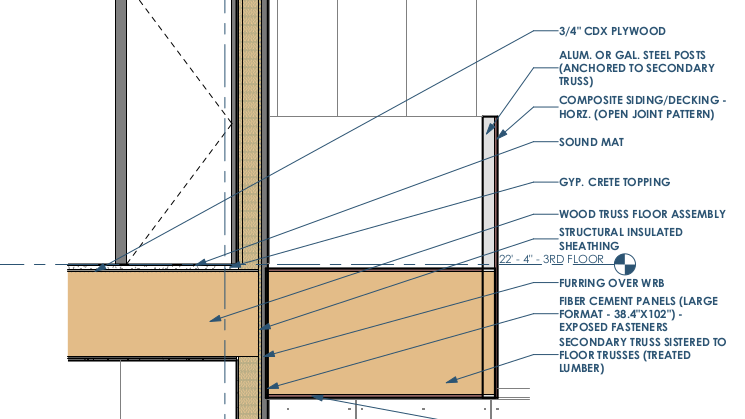 3/4" CDX PLYWOOD
ALUM. OR GAL. STEEL POSTS
(ANCHORED TO SECONDARY
TRUSS)
COMPOSITE SIDING/DECKING -
HORZ. (OPEN JOINT PATTERN)
SOUND MAT
GYP. CRETE TOPPING
WOOD TRUSS FLOOR ASSEMBLY
STRUCTURAL INSULATED
SHEATHING
22' - 4" - 3RD FLOOR
FURRING OVER WRB
FIBER CEMENT PANELS (LARGE
FORMAT - 38.4"X102") -
EXPOSED FASTENERS
SECONDARY TRUSS SISTERED TO
FLOOR TRUSSES (TREATED
LUMBER)